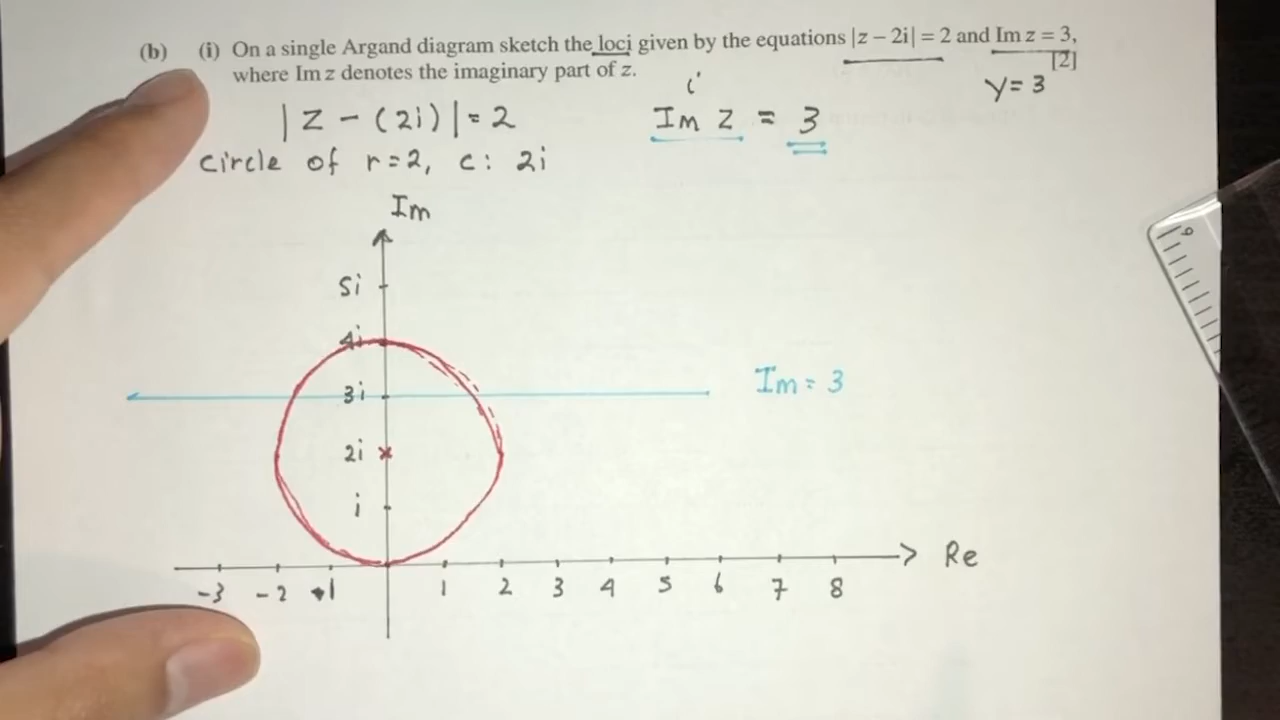 (b) (i) On a single Argand diagram sketch the loci given by the equations |z − 2i| = 2 and Im z = 3,
where Im z denotes the imaginary part of z. [2]
i
y = 3
|z − (2i)| = 2
Im z = 3
circle of r = 2, c: 2i
Im
5i
4i
3i
Im = 3
2i
i
Re
-3 -2 -1 1 2 3 4 5 6 7 8
9